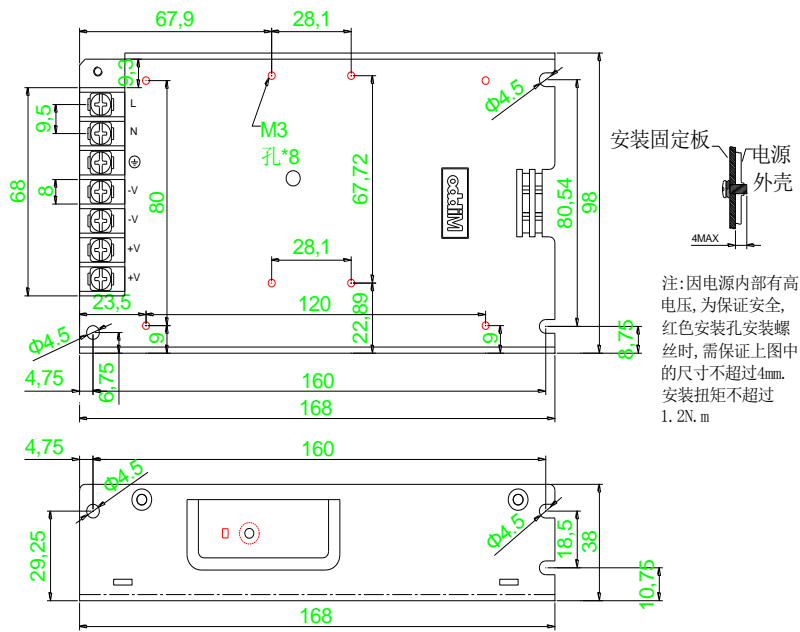 67,9
28,1
9,3
Φ4.5
L
N
-V
-V
+V
+V
9,5
8
68
M3
孔*8
80
67,72
80,54
98
28,1
23,5
120
22,89
9
9
8,75
Φ4.5
4,75
6,75
160
168
安装固定板
电源
外壳
4MAX
注:因电源内部有高
电压,为保证安全,
红色安装孔安装螺
丝时,需保证上图中
的尺寸不超过4mm.
安装扭矩不超过
1.2N.m
4,75
160
Φ4.5
Φ4.5
29,25
18,5
38
10,75
168